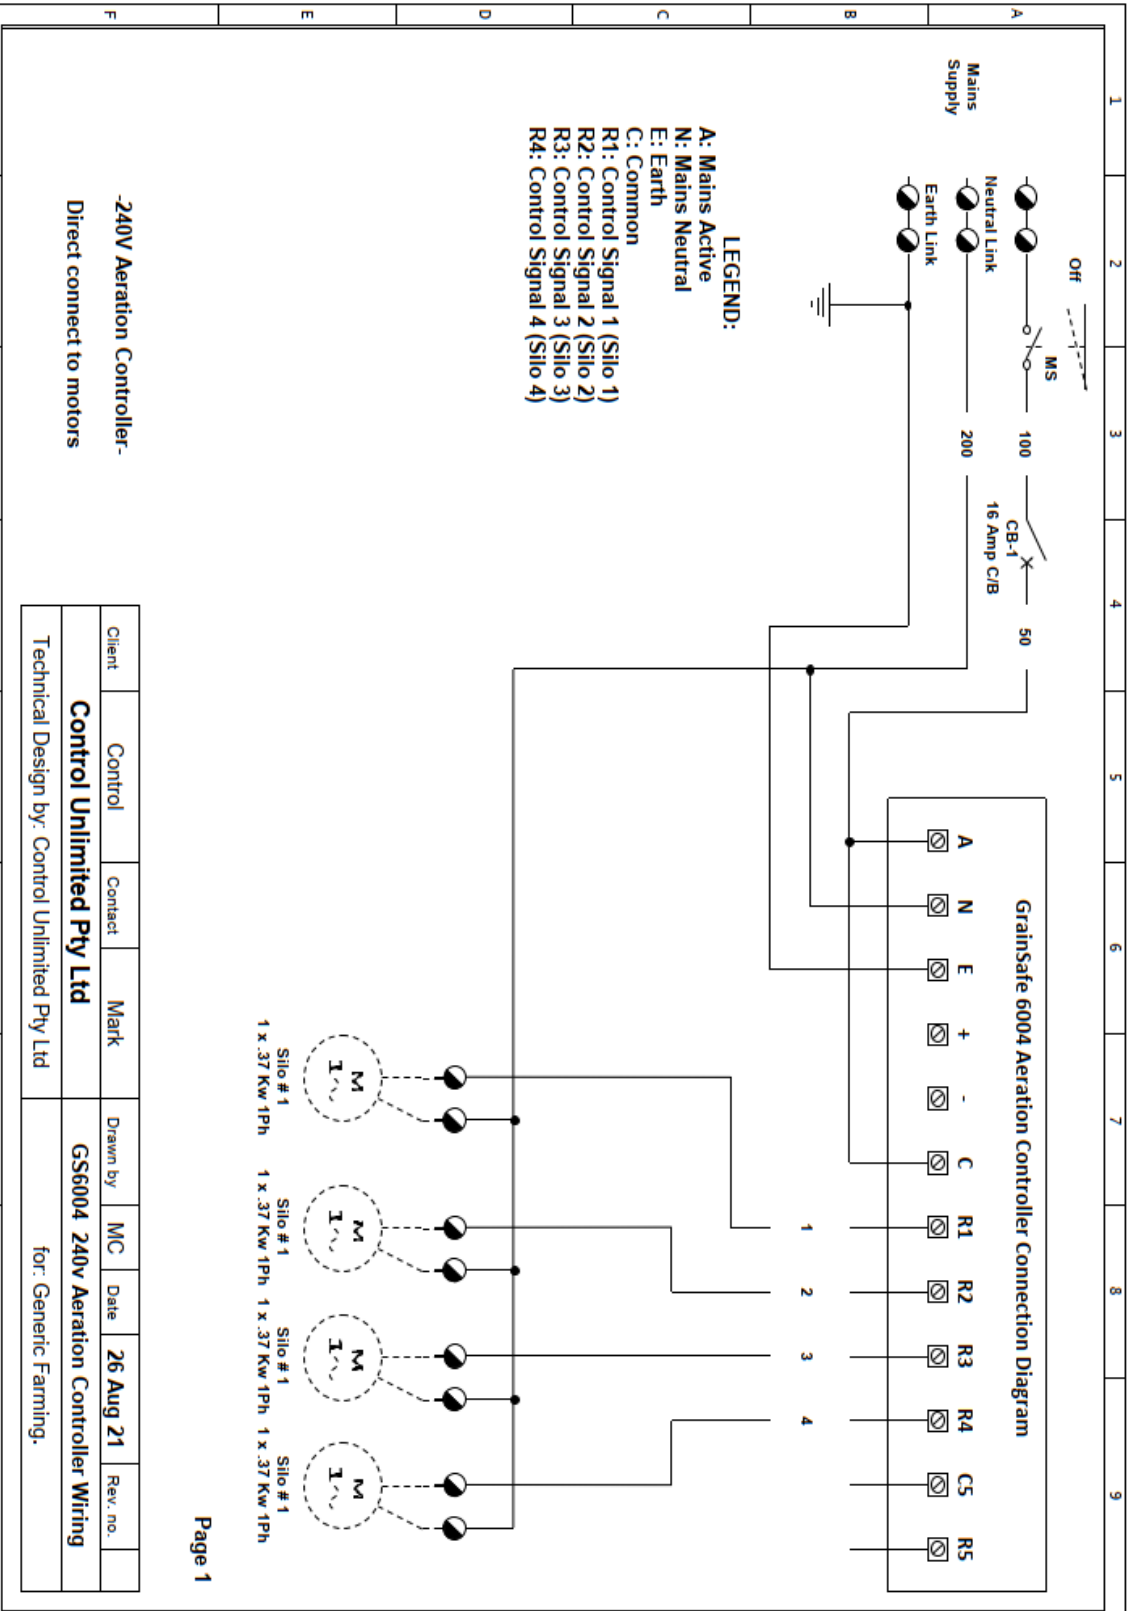 1
2
3
4
5
6
7
8
9
A
B
C
D
E
F
Off
MS
Mains
Supply
Neutral Link
Earth Link
100
200
CB-1
16 Amp C/B
50
GrainSafe 6004 Aeration Controller Connection Diagram
A
N
E
+
-
C
R1
R2
R3
R4
C5
R5
1
2
3
4
LEGEND:
A: Mains Active
N: Mains Neutral
E: Earth
C: Common
R1: Control Signal 1 (Silo 1)
R2: Control Signal 2 (Silo 2)
R3: Control Signal 3 (Silo 3)
R4: Control Signal 4 (Silo 4)
M
1~
M
1~
M
1~
M
1~
Silo # 1
1 x .37 Kw 1Ph
Silo # 1
1 x .37 Kw 1Ph
Silo # 1
1 x .37 Kw 1Ph
Silo # 1
1 x .37 Kw 1Ph
-240V Aeration Controller-
Direct connect to motors
Page 1
Client Control Contact Mark Drawn by MC Date 26 Aug 21 Rev. no.
Control Unlimited Pty Ltd
GS6004 240v Aeration Controller Wiring
Technical Design by: Control Unlimited Pty Ltd
for: Generic Farming.